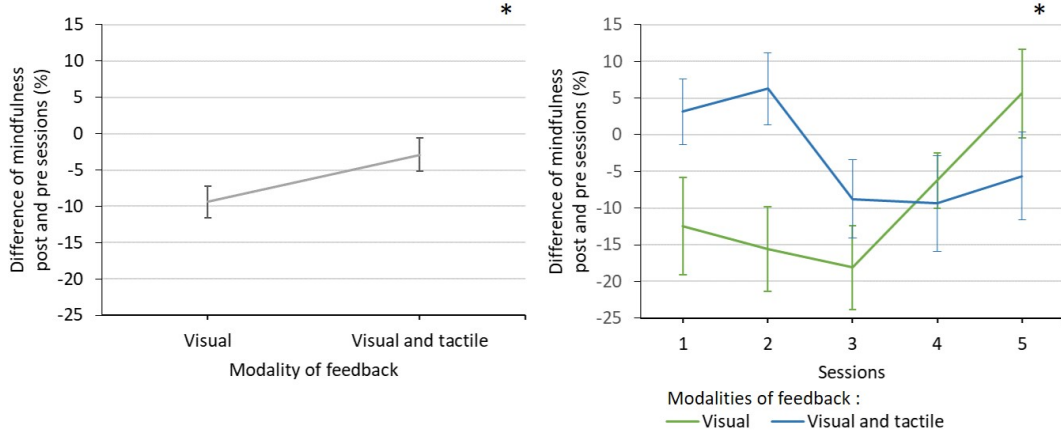 *
Difference of mindfulness
post and pre sessions (%)
15
10
5
0
-5
-10
-15
-20
-25
Visual
Visual and tactile
Modality of feedback
*
Difference of mindfulness
post and pre sessions (%)
15
10
5
0
-5
-10
-15
-20
-25
1 2 3 4 5
Sessions
Modalities of feedback :
Visual
Visual and tactile